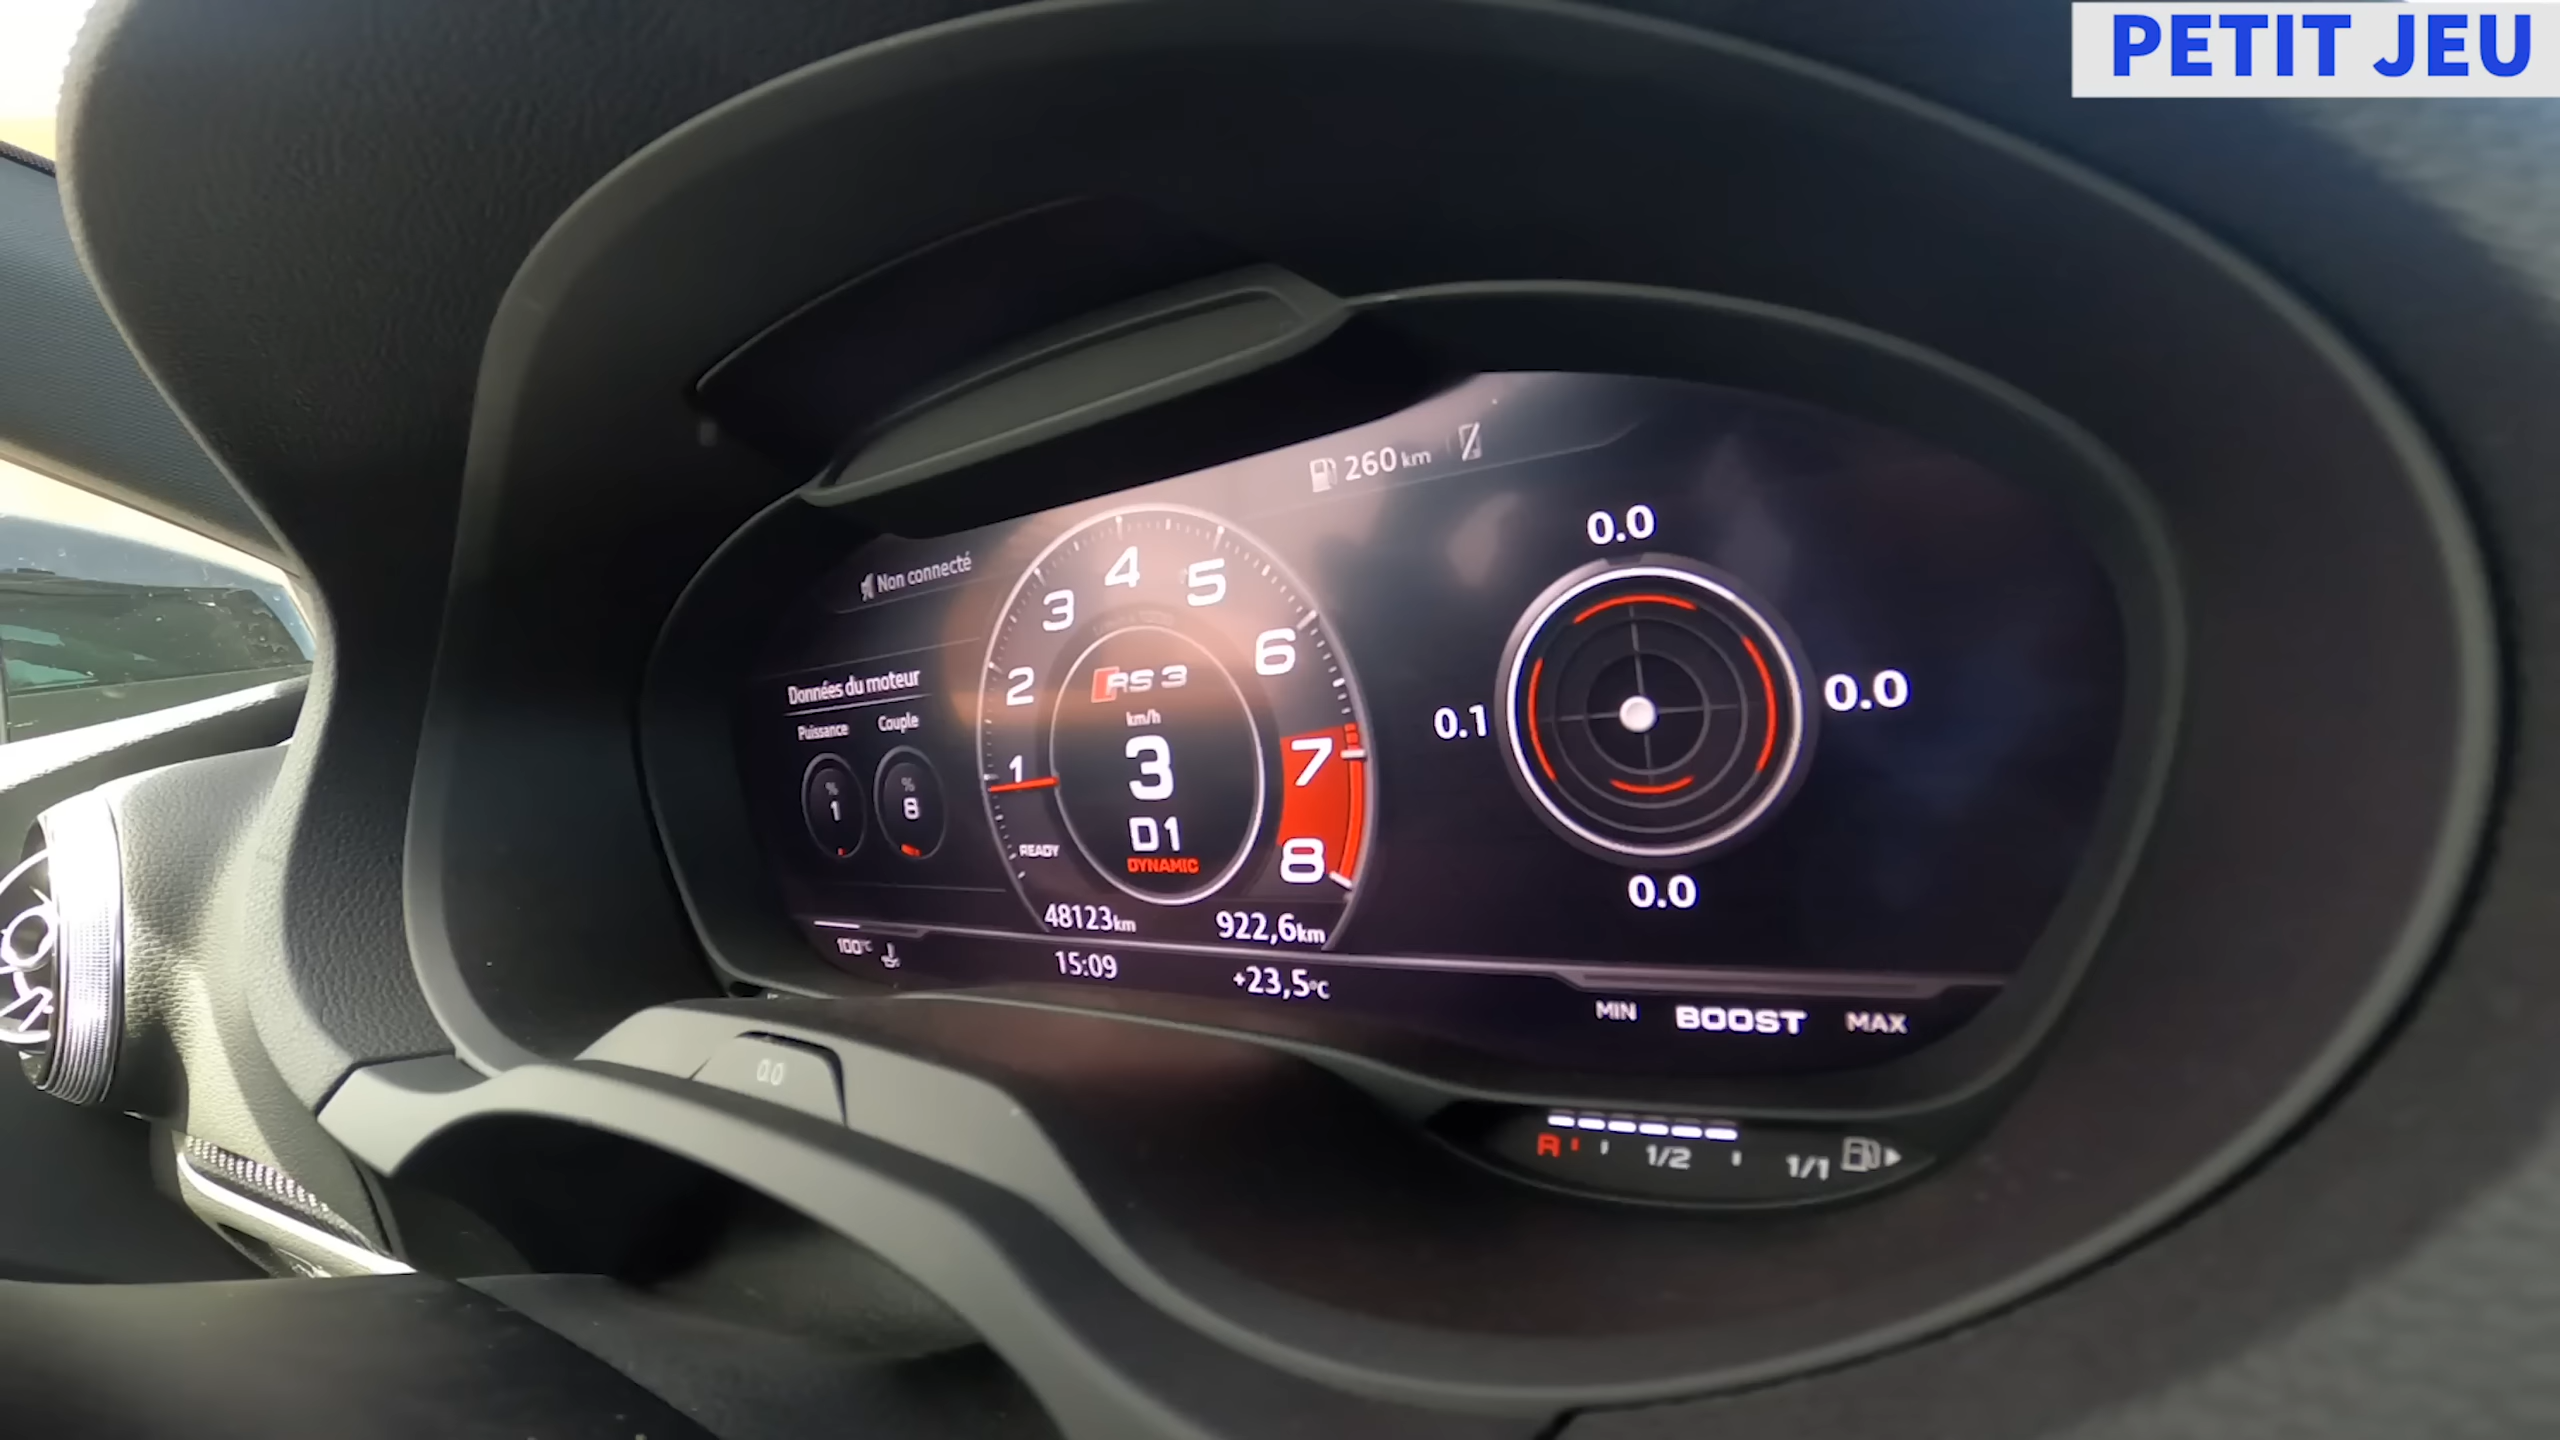 PETIT JEU
260 km
Non connecté
Données du moteur
Puissance Couple
% %
1 8
1 2 3 4 5 6 7 8
RS 3
km/h
3
D1
DYNAMIC
READY
48123km 922,6km
100°C 15:09 +23,5°C
0.0
0.1 0.0
0.0
MIN BOOST MAX
0.0
R 1/2 1/1